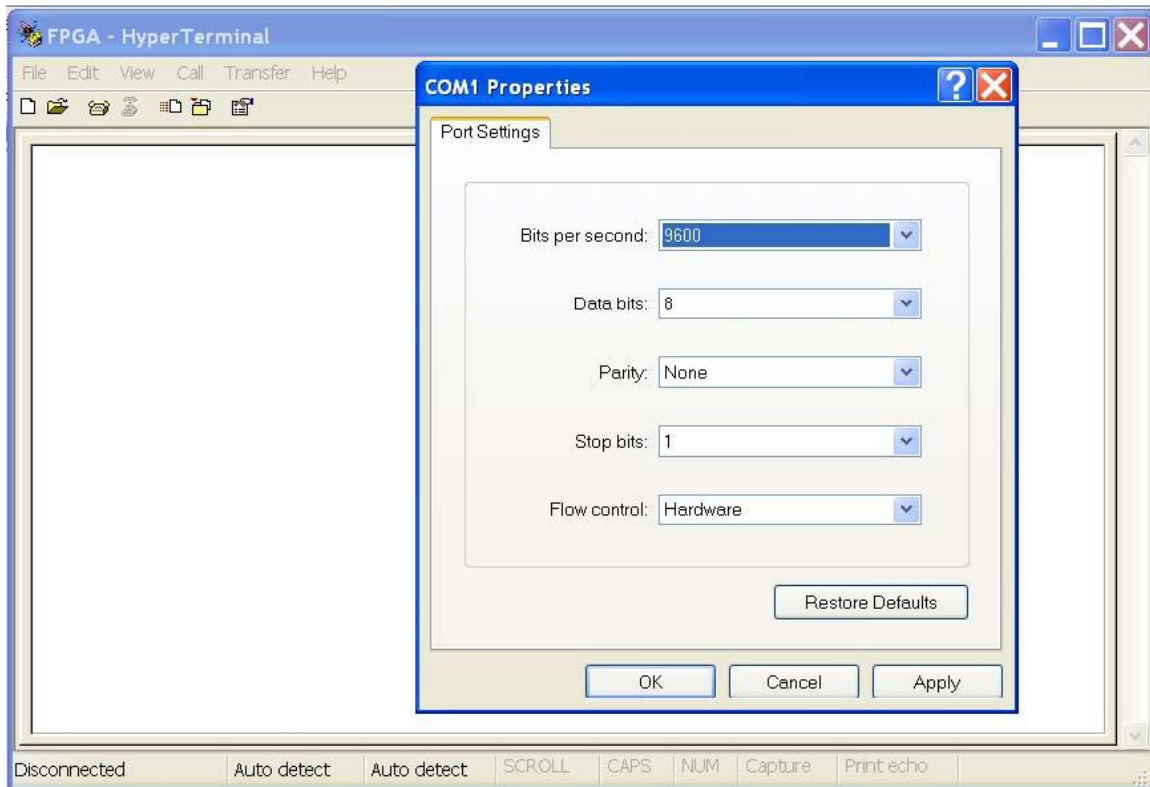 FPGA - HyperTerminal
File Edit View Call Transfer Help
COM1 Properties
Port Settings
Bits per second: 9600
Data bits: 8
Parity: None
Stop bits: 1
Flow control: Hardware
Restore Defaults
OK Cancel Apply
Disconnected Auto detect Auto detect SCROLL CAPS NUM Capture Print echo